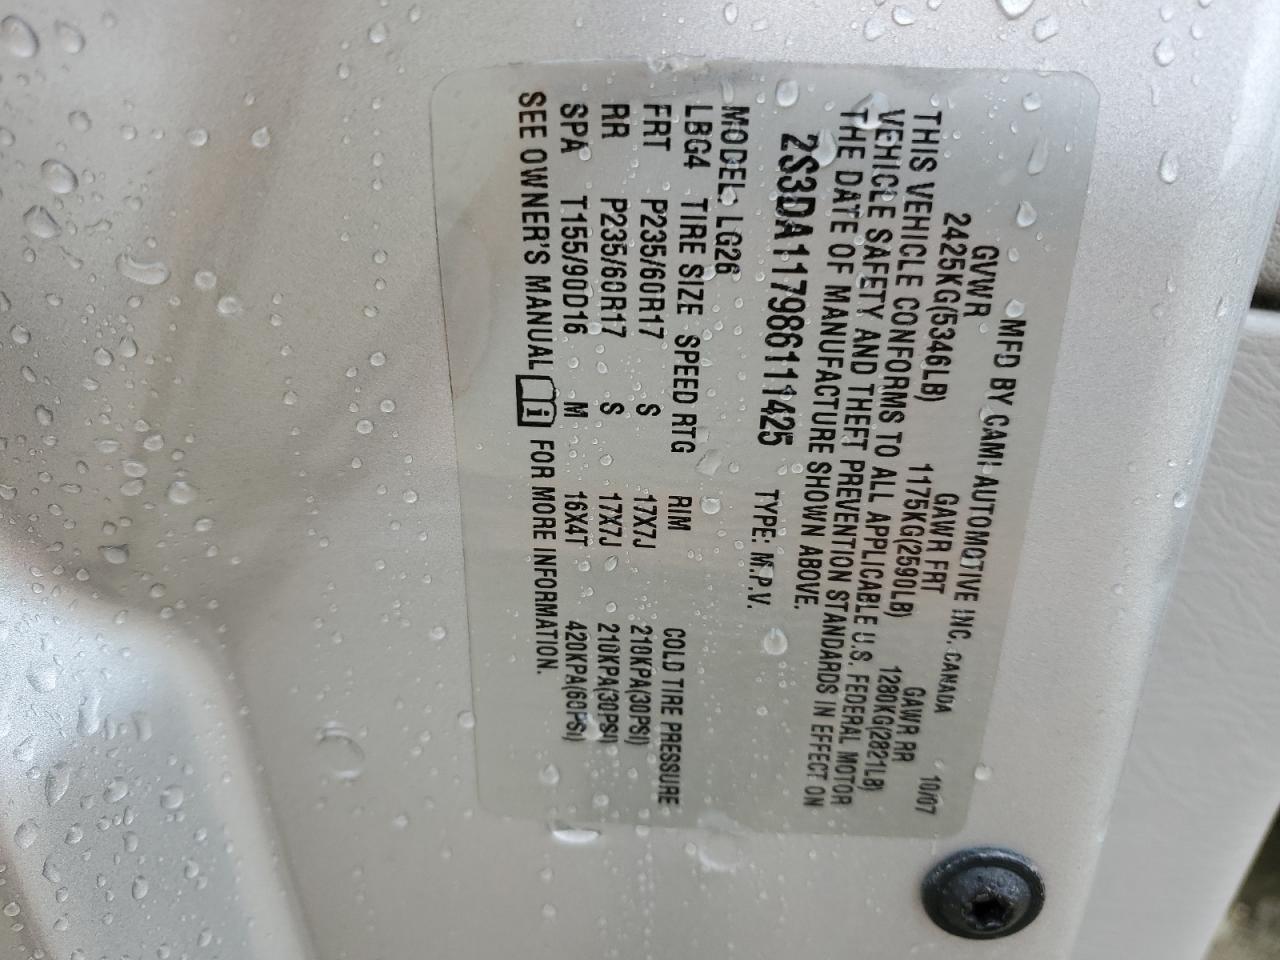 MFD BY CAMI AUTOMOTIVE INC. CANADA 10/07
GVWR GAWR FRT GAWR RR
2425KG(5346LB) 1175KG(2590LB) 1280KG(2821LB)
THIS VEHICLE CONFORMS TO ALL APPLICABLE U.S. FEDERAL MOTOR
VEHICLE SAFETY AND THEFT PREVENTION STANDARDS IN EFFECT ON
THE DATE OF MANUFACTURE SHOWN ABOVE.
2S3DA117986111425 TYPE: M.P.V.
MODEL: LG26
LBG4 TIRE SIZE SPEED RTG RIM COLD TIRE PRESSURE
FRT P235/60R17 S 17X7J 210KPA(30PSI)
RR P235/60R17 S 17X7J 210KPA(30PSI)
SPA T155/90D16 M 16X4T 420KPA(60PSI)
SEE OWNER'S MANUAL i FOR MORE INFORMATION.